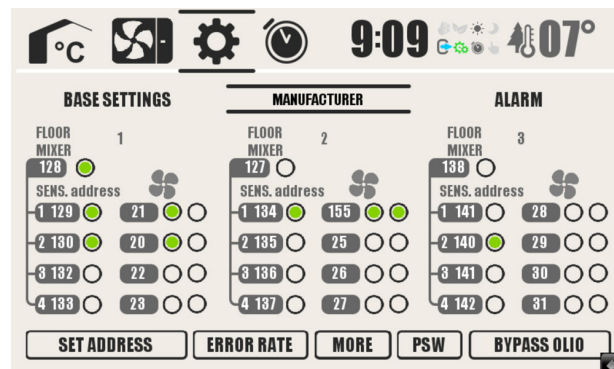 °C 9:09 07°
BASE SETTINGS MANUFACTURER ALARM
FLOOR MIXER 1
128
SENS. address
1 129 21
2 130 20
3 132 22
4 133 23
FLOOR MIXER 2
127
SENS. address
1 134 155
2 135 25
3 136 26
4 137 27
FLOOR MIXER 3
138
SENS. address
1 141 28
2 140 29
3 141 30
4 142 31
SET ADDRESS ERROR RATE MORE PSW BYPASS OLIO